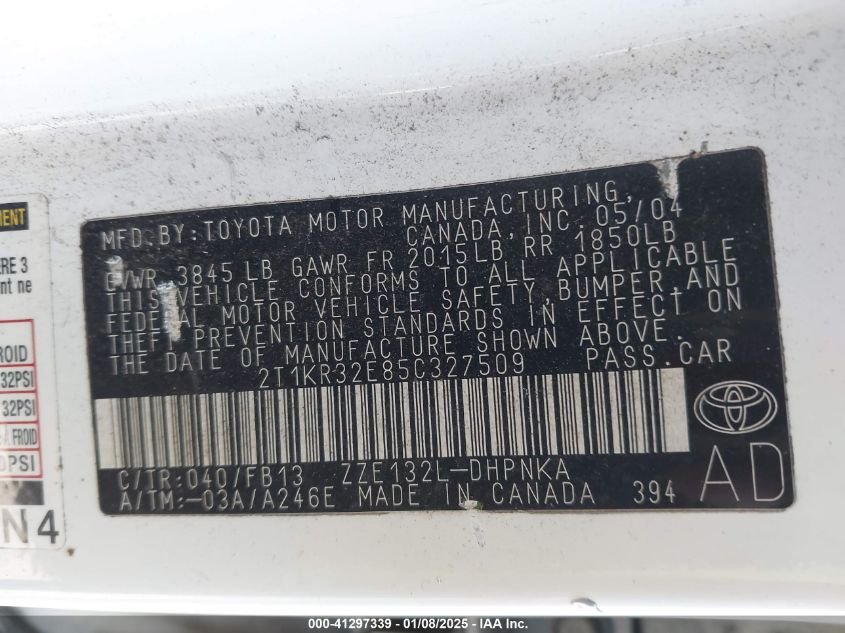 MENT
ERE 3
nt ne
FROID
32PSI
32PSI
À FROID
0PSI
N4
MFD.BY:TOYOTA MOTOR MANUFACTURING,
CANADA, INC. 05/04
GVWR 3845 LB GAWR FR 2015LB RR 1850LB
THIS VEHICLE CONFORMS TO ALL APPLICABLE
FEDERAL MOTOR VEHICLE SAFETY,BUMPER,AND
THEFT PREVENTION STANDARDS IN EFFECT ON
THE DATE OF MANUFACTURE SHOWN ABOVE.
2T1KR32E85C327509 PASS.CAR
C/TR:040/FB13 ZZE132L-DHPNKA
A/TM:-03A/A246E MADE IN CANADA 394
AD
000-41297339 - 01/08/2025 - IAA Inc.